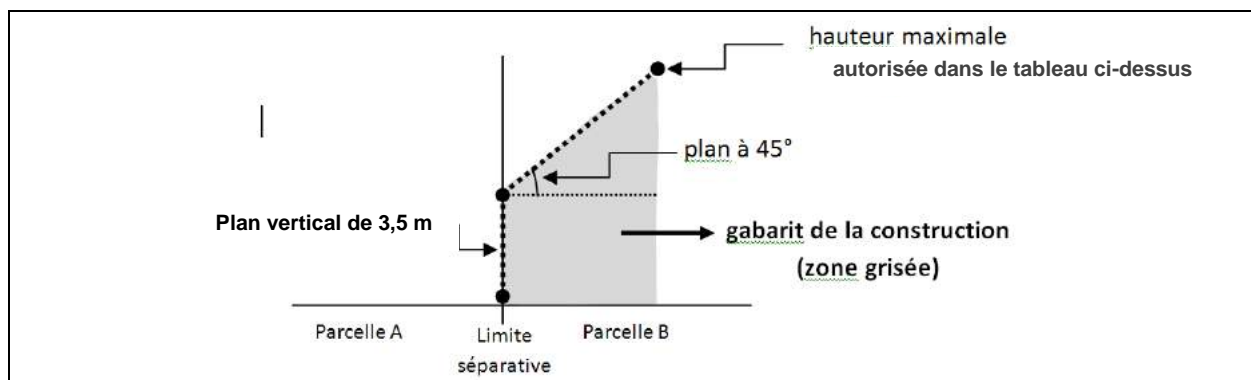 hauteur maximale
autorisée dans le tableau ci-dessus
plan à 45°
Plan vertical de 3,5 m
gabarit de la construction
(zone grisée)
Parcelle A
Limite
séparative
Parcelle B